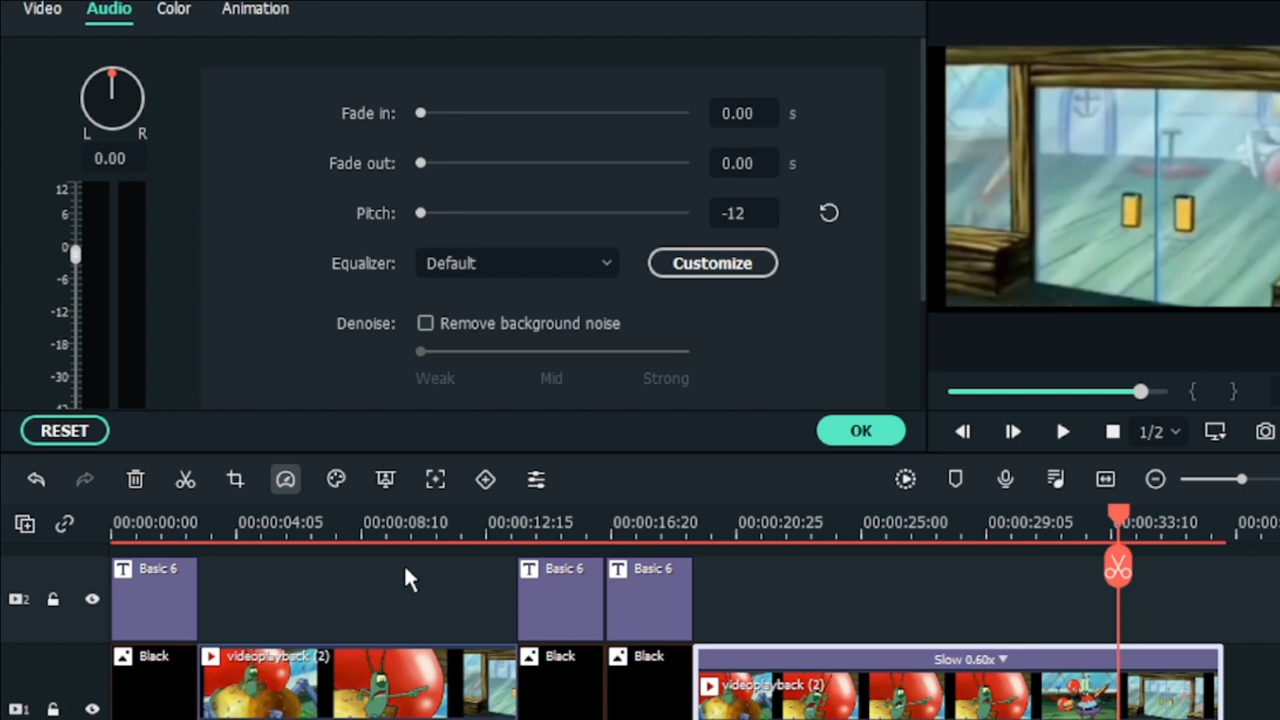 Video Audio Color Animation
Fade in: 0.00 s
L R
0.00
Fade out: 0.00 s
Pitch: -12
Equalizer: Default Customize
Denoise: Remove background noise
Weak Mid Strong
12
6
0
-6
-12
-18
-30
RESET OK
1/2
00:00:00:00 00:00:04:05 00:00:08:10 00:00:12:15 00:00:16:20 00:00:20:25 00:00:25:00 00:00:29:05 00:00:33:10 00:00:
2 T Basic 6 T Basic 6 T Basic 6
Black videoplayback (2) Black Black Slow 0.60x
1 videoplayback (2)